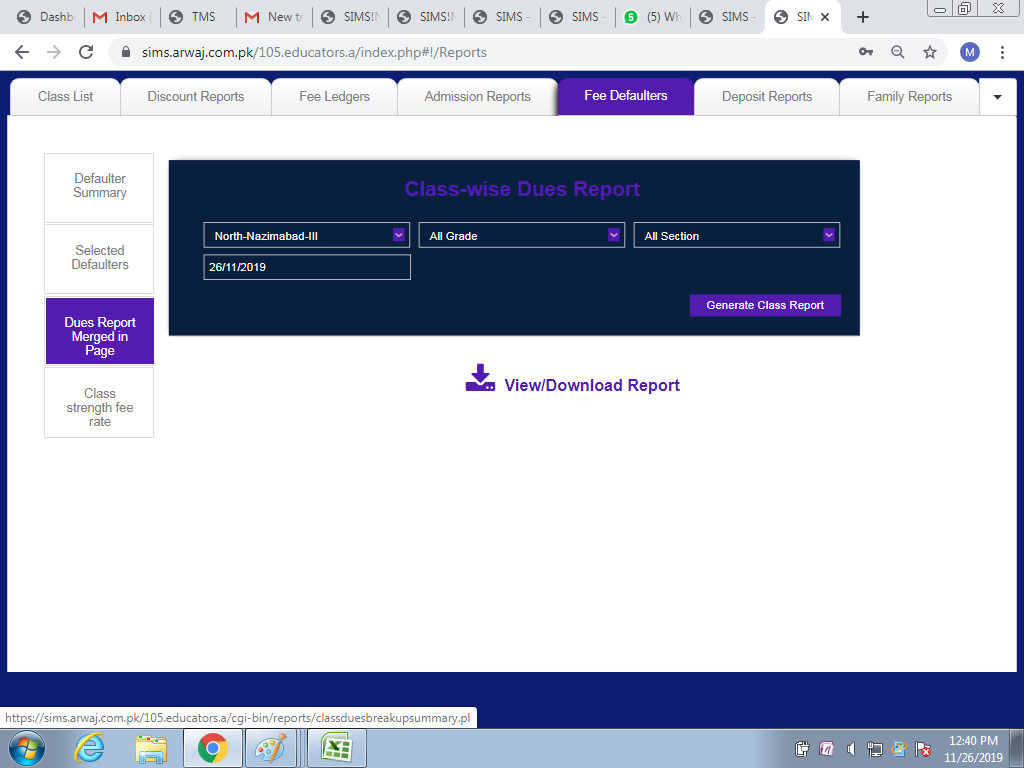 Dashb
Inbox (
TMS
New tr
SIMS!N
SIMS!N
SIMS -
SIMS -
5
(5) Wh
SIMS -
SIM
sims.arwaj.com.pk/105.educators.a/index.php#!/Reports
M
Class List
Discount Reports
Fee Ledgers
Admission Reports
Fee Defaulters
Deposit Reports
Family Reports
Defaulter
Summary
Selected
Defaulters
Dues Report
Merged in
Page
Class
strength fee
rate
Class-wise Dues Report
North-Nazimabad-III
All Grade
All Section
26/11/2019
Generate Class Report
View/Download Report
https://sims.arwaj.com.pk/105.educators.a/cgi-bin/reports/classduesbreakupsummary.pl
12:40 PM
11/26/2019